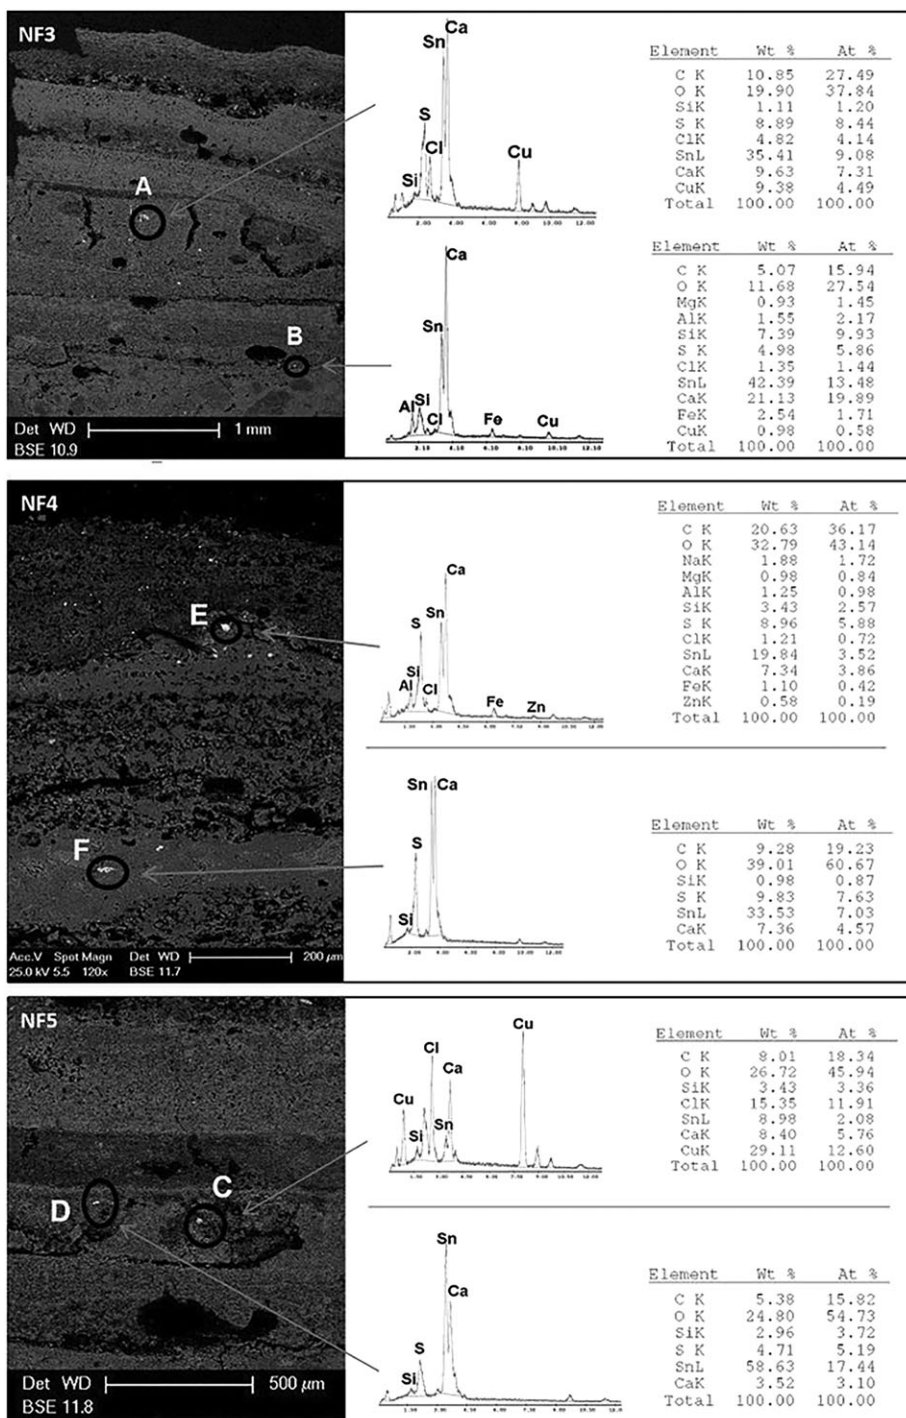 NF3
A
B
Det WD 1 mm
BSE 10.9
Sn Ca
S
Cl
Cu
Si
2.00 4.00 6.00 8.00 10.00 12.00
Element Wt % At %
C K 10.85 27.49
O K 19.90 37.84
SiK 1.11 1.20
S K 8.89 8.44
ClK 4.82 4.14
SnL 35.41 9.08
CaK 9.63 7.31
CuK 9.38 4.49
Total 100.00 100.00
Ca
Sn
Al Si
Cl Fe Cu
Element Wt % At %
C K 5.07 15.94
O K 11.68 27.54
MgK 0.93 1.45
AlK 1.55 2.17
SiK 7.39 9.93
S K 4.98 5.86
ClK 1.35 1.44
SnL 42.39 13.48
CaK 21.13 19.89
FeK 2.54 1.71
CuK 0.98 0.58
Total 100.00 100.00
NF4
E
F
Acc.V Spot Magn Det WD 200 µm
25.0 kV 5.5 120x BSE 11.7
Ca
Sn
S
Si
Al Cl
Fe Zn
Element Wt % At %
C K 20.63 36.17
O K 32.79 43.14
NaK 1.88 1.72
MgK 0.98 0.84
AlK 1.25 0.98
SiK 3.43 2.57
S K 8.96 5.88
ClK 1.21 0.72
SnL 19.84 3.52
CaK 7.34 3.86
FeK 1.10 0.42
ZnK 0.58 0.19
Total 100.00 100.00
Sn Ca
S
Si
Element Wt % At %
C K 9.28 19.23
O K 39.01 60.67
SiK 0.98 0.87
S K 9.83 7.63
SnL 33.53 7.03
CaK 7.36 4.57
Total 100.00 100.00
NF5
D
C
Det WD 500 µm
BSE 11.8
Cu
Cl
Ca
Cu
Si Sn
Element Wt % At %
C K 8.01 18.34
O K 26.72 45.94
SiK 3.43 3.36
ClK 15.35 11.91
SnL 8.98 2.08
CaK 8.40 5.76
CuK 29.11 12.60
Total 100.00 100.00
Sn
Ca
S
Si
Element Wt % At %
C K 5.38 15.82
O K 24.80 54.73
SiK 2.96 3.72
S K 4.71 5.19
SnL 58.63 17.44
CaK 3.52 3.10
Total 100.00 100.00